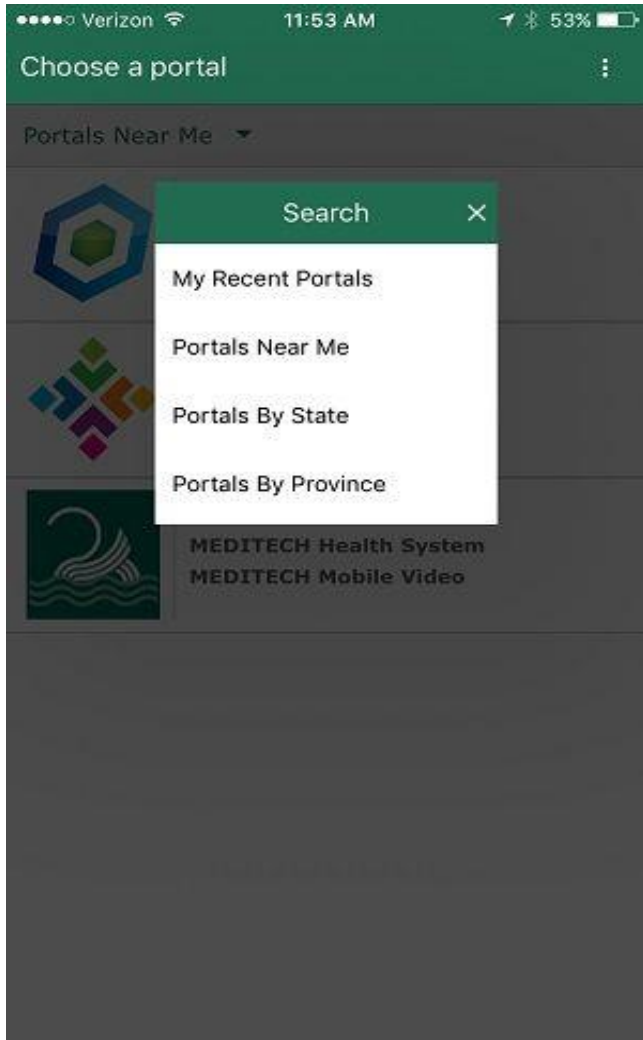 Verizon 11:53 AM 53%
Choose a portal
Portals Near Me
Search
My Recent Portals
Portals Near Me
Portals By State
Portals By Province
MEDITECH Health System
MEDITECH Mobile Video